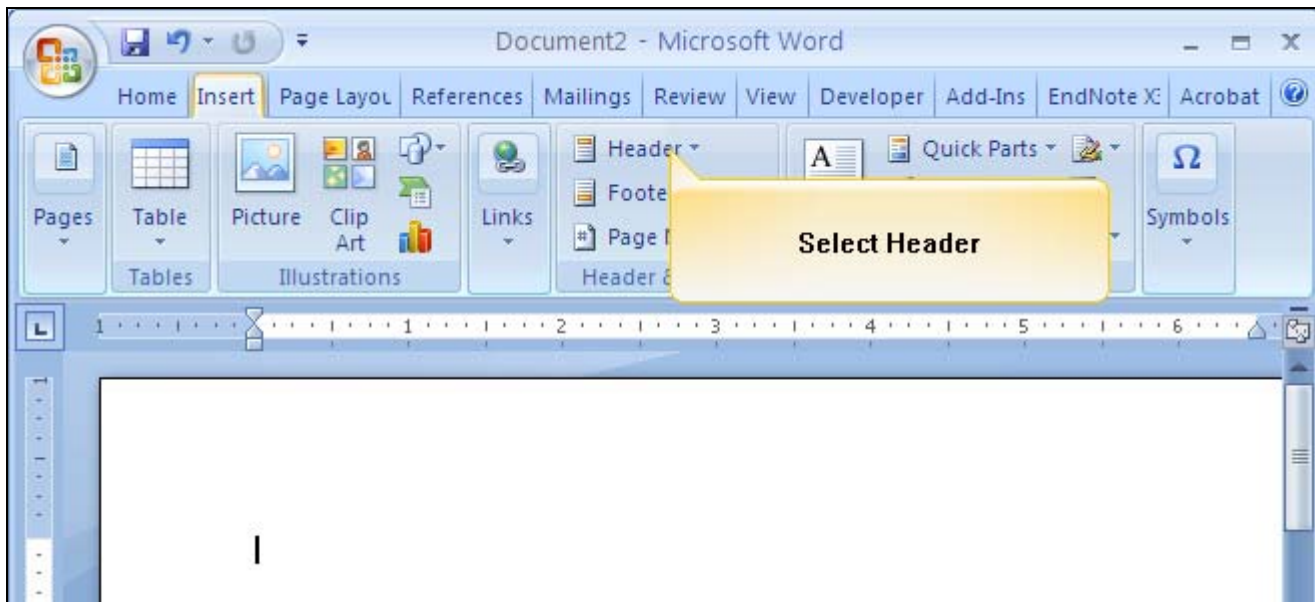 Document2 - Microsoft Word
Home Insert Page Layou References Mailings Review View Developer Add-Ins EndNote X Acrobat
Header
Quick Parts
A
Foote
Pages Table Picture Clip Art Links
Page
Symbols
Select Header
Tables Illustrations Header &
L 1 1 2 3 4 5 6
1